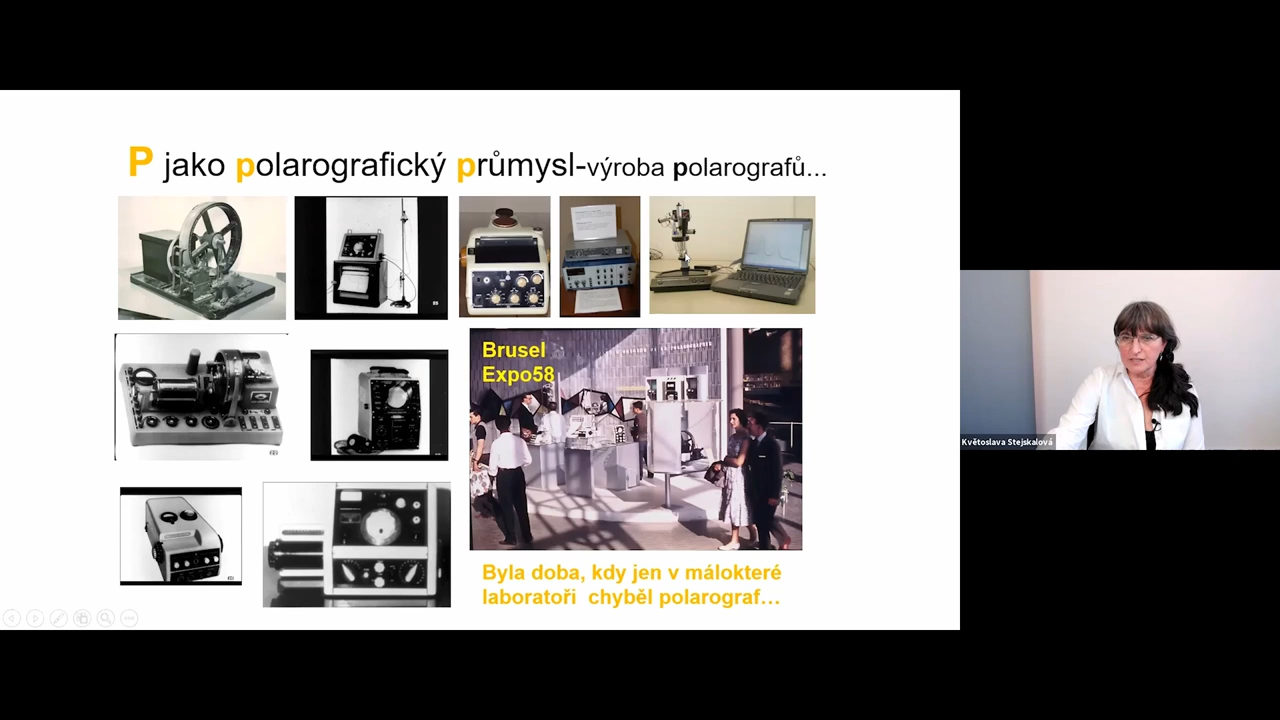 P jako polarografický průmysl-výroba polarografů...
Brusel
Expo58
Byla doba, kdy jen v málokteré
laboratoři chyběl polarograf...
Květoslava Stejskalová